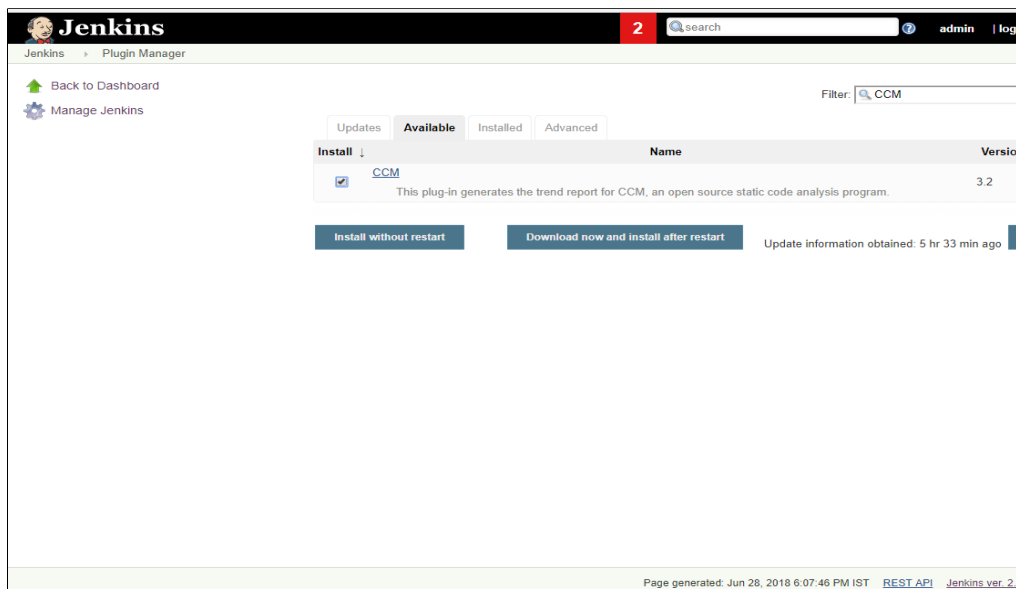 Jenkins 2 search ? admin | log
Jenkins Plugin Manager
Back to Dashboard
Manage Jenkins
Filter: CCM
Updates Available Installed Advanced
Install ↓ Name Versio
CCM 3.2
This plug-in generates the trend report for CCM, an open source static code analysis program.
Install without restart Download now and install after restart Update information obtained: 5 hr 33 min ago
Page generated: Jun 28, 2018 6:07:46 PM IST REST API Jenkins ver. 2.